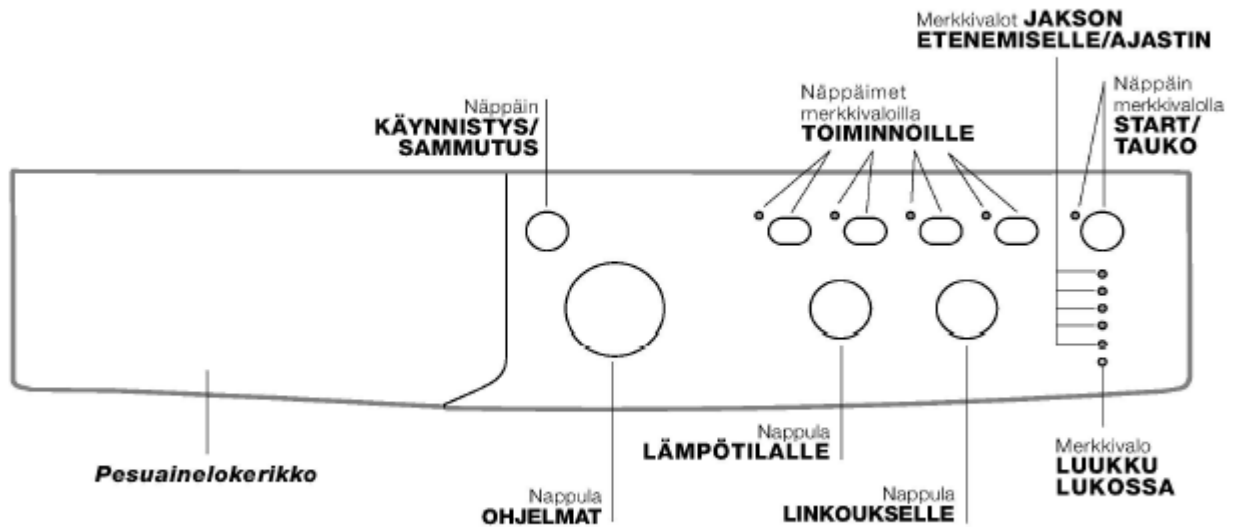 Merkkivalot JAKSON
ETENEMISELLE/AJASTIN
Näppäin
KÄYNNISTYS/
SAMMUTUS
Näppäimet
merkkivaloilla
TOIMINNOILLE
Näppäin
merkkivalolla
START/
TAUKO
Pesuainelokerikko
Nappula
OHJELMAT
Nappula
LÄMPÖTILALLE
Nappula
LINKOUKSELLE
Merkkivalo
LUUKKU
LUKOSSA